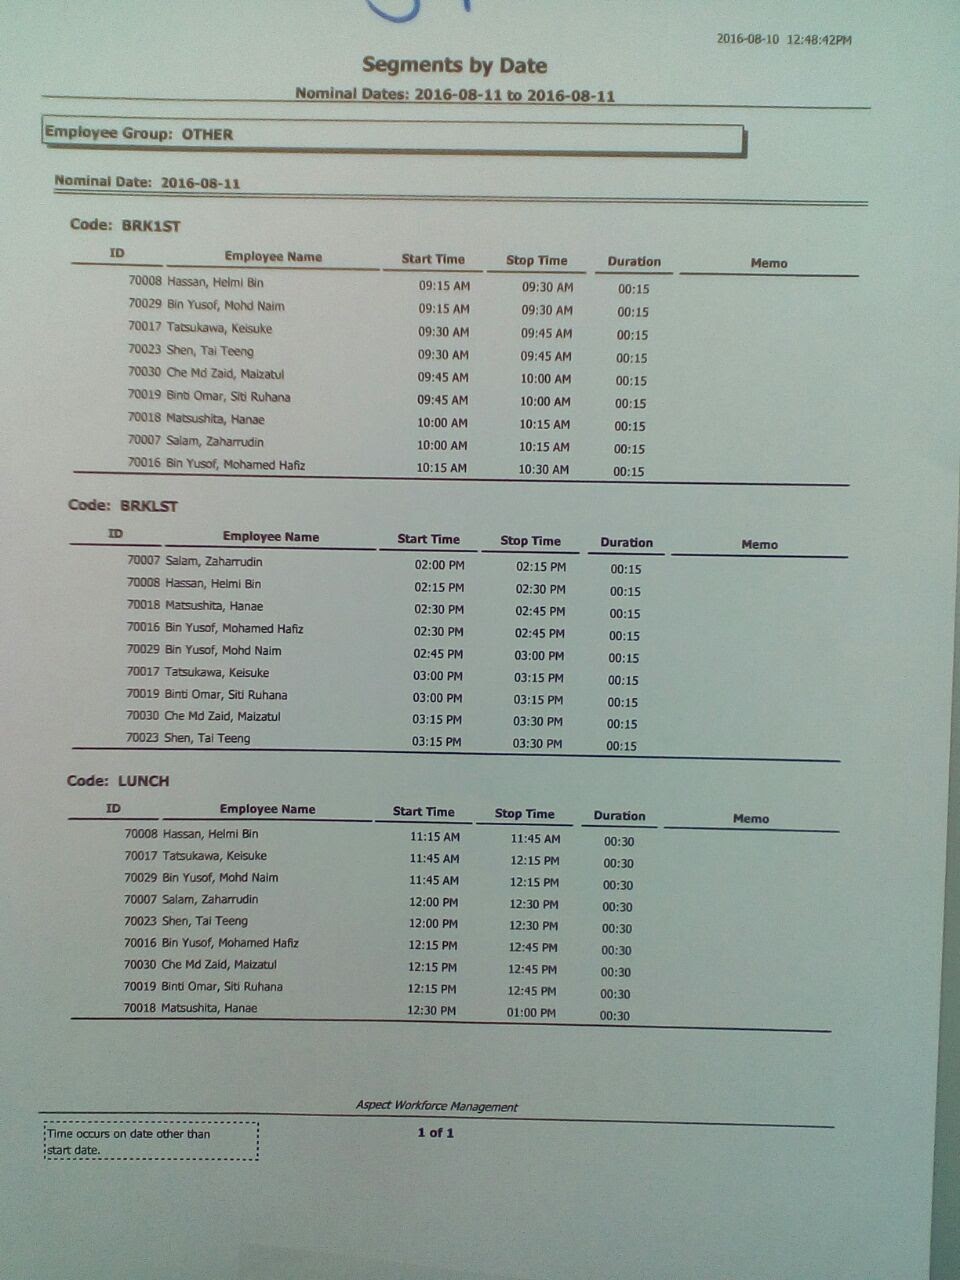 2016-08-10 12:48:42PM
Segments by Date
Nominal Dates: 2016-08-11 to 2016-08-11
Employee Group: OTHER
Nominal Date: 2016-08-11
Code: BRK1ST
ID Employee Name Start Time Stop Time Duration Memo
70008 Hassan, Helmi Bin 09:15 AM 09:30 AM 00:15
70029 Bin Yusof, Mohd Naim 09:15 AM 09:30 AM 00:15
70017 Tatsukawa, Keisuke 09:30 AM 09:45 AM 00:15
70023 Shen, Tai Teeng 09:30 AM 09:45 AM 00:15
70030 Che Md Zaid, Maizatul 09:45 AM 10:00 AM 00:15
70019 Binti Omar, Siti Ruhana 09:45 AM 10:00 AM 00:15
70018 Matsushita, Hanae 10:00 AM 10:15 AM 00:15
70007 Salam, Zaharrudin 10:00 AM 10:15 AM 00:15
70016 Bin Yusof, Mohamed Hafiz 10:15 AM 10:30 AM 00:15
Code: BRKLST
ID Employee Name Start Time Stop Time Duration Memo
70007 Salam, Zaharrudin 02:00 PM 02:15 PM 00:15
70008 Hassan, Helmi Bin 02:15 PM 02:30 PM 00:15
70018 Matsushita, Hanae 02:30 PM 02:45 PM 00:15
70016 Bin Yusof, Mohamed Hafiz 02:30 PM 02:45 PM 00:15
70029 Bin Yusof, Mohd Naim 02:45 PM 03:00 PM 00:15
70017 Tatsukawa, Keisuke 03:00 PM 03:15 PM 00:15
70019 Binti Omar, Siti Ruhana 03:00 PM 03:15 PM 00:15
70030 Che Md Zaid, Maizatul 03:15 PM 03:30 PM 00:15
70023 Shen, Tai Teeng 03:15 PM 03:30 PM 00:15
Code: LUNCH
ID Employee Name Start Time Stop Time Duration Memo
70008 Hassan, Helmi Bin 11:15 AM 11:45 AM 00:30
70017 Tatsukawa, Keisuke 11:45 AM 12:15 PM 00:30
70029 Bin Yusof, Mohd Naim 11:45 AM 12:15 PM 00:30
70007 Salam, Zaharrudin 12:00 PM 12:30 PM 00:30
70023 Shen, Tai Teeng 12:00 PM 12:30 PM 00:30
70016 Bin Yusof, Mohamed Hafiz 12:15 PM 12:45 PM 00:30
70030 Che Md Zaid, Maizatul 12:15 PM 12:45 PM 00:30
70019 Binti Omar, Siti Ruhana 12:15 PM 12:45 PM 00:30
70018 Matsushita, Hanae 12:30 PM 01:00 PM 00:30
Aspect Workforce Management
Time occurs on date other than
start date.
1 of 1